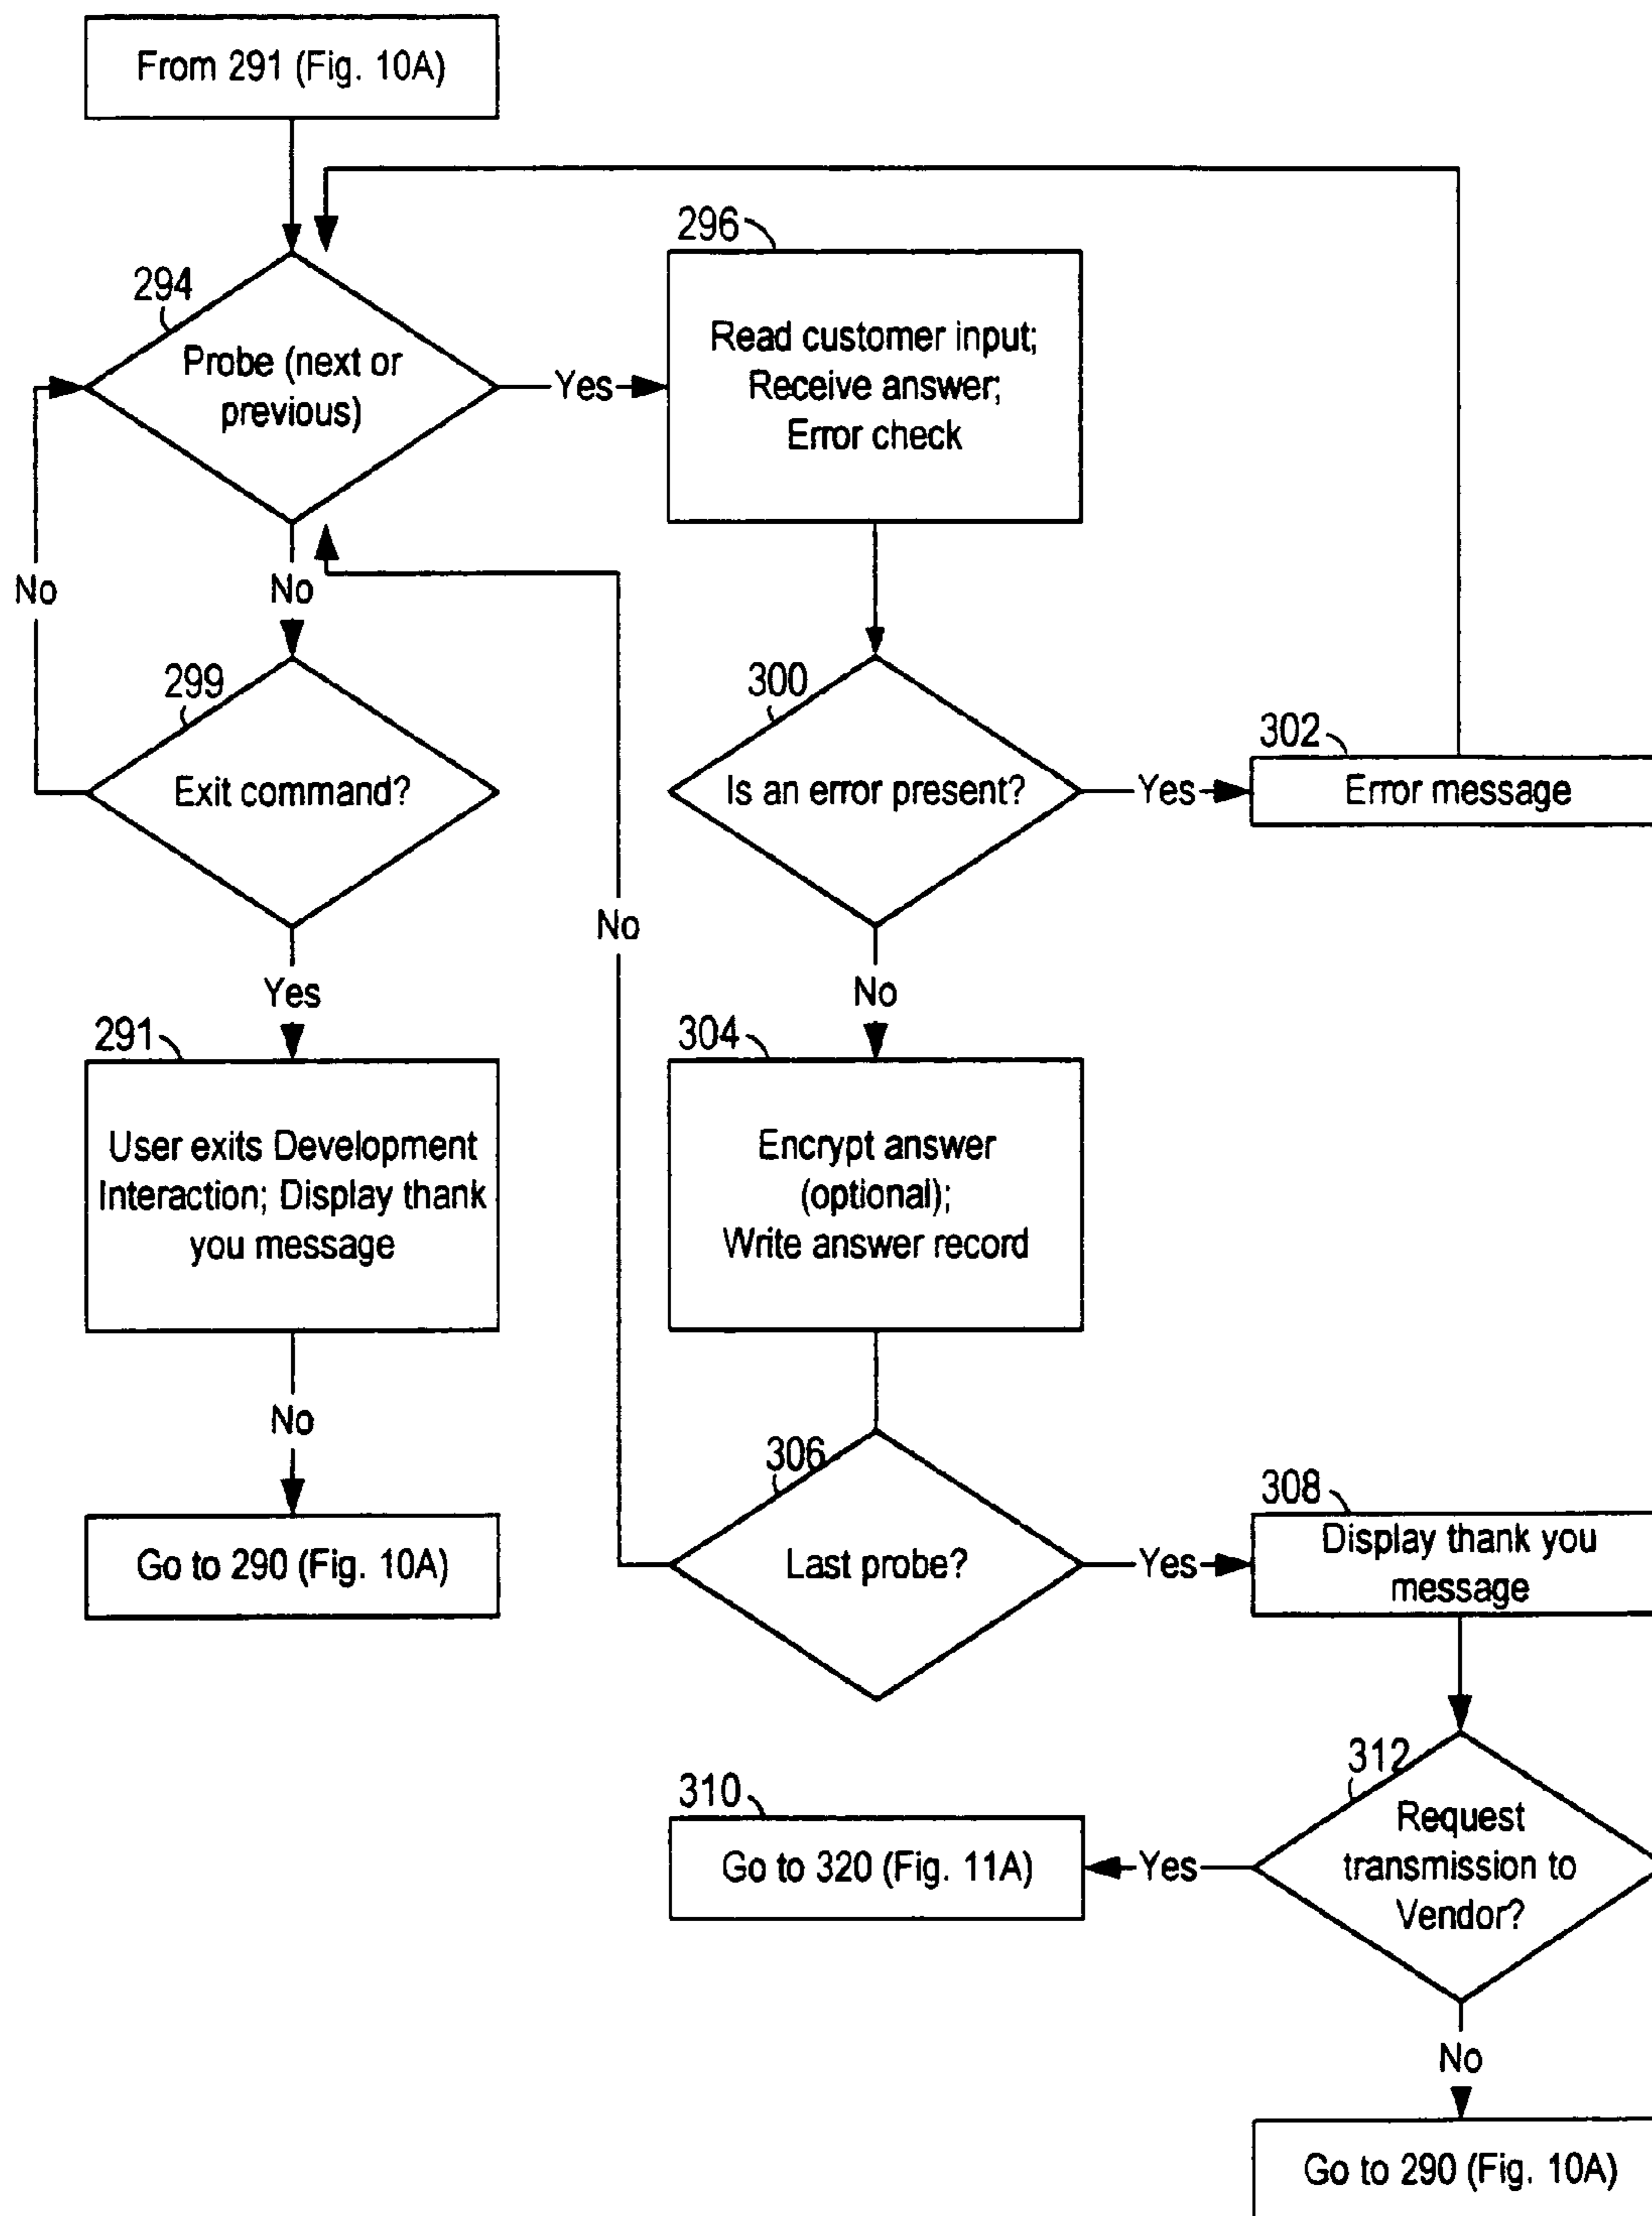 From 291 (Fig. 10A)
294
Probe (next or
previous)
Yes
296
Read customer input;
Receive answer;
Error check
No
No
299
Exit command?
300
Is an error present?
Yes
302
Error message
No
Yes
No
291
User exits Development
Interaction; Display thank
you message
304
Encrypt answer
(optional);
Write answer record
No
Go to 290 (Fig. 10A)
306
Last probe?
Yes
308
Display thank you
message
312
Request
transmission to
Vendor?
Yes
310
Go to 320 (Fig. 11A)
No
Go to 290 (Fig. 10A)